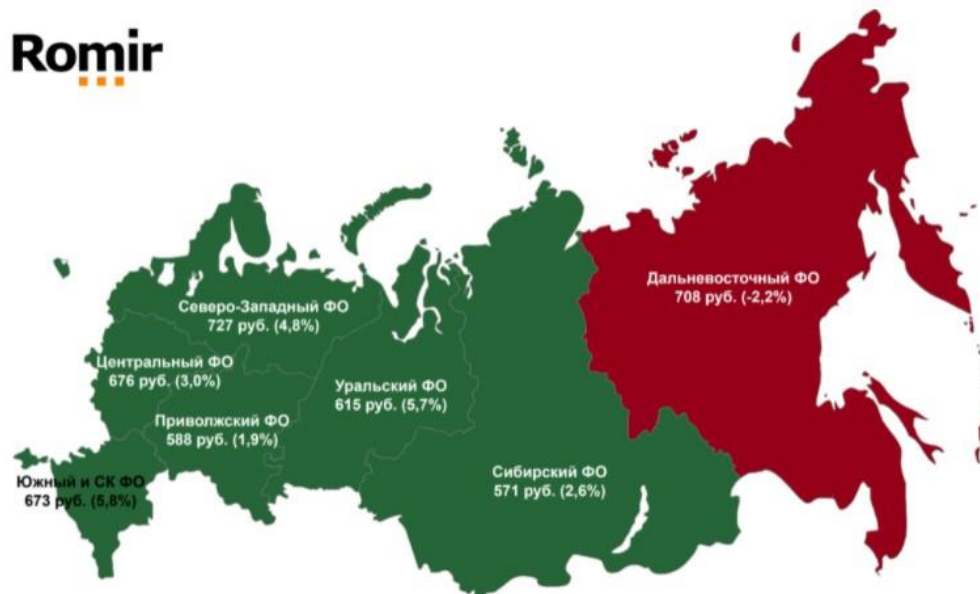 Romir
Дальневосточный ФО
708 руб. (-2,2%)
Северо-Западный ФО
727 руб. (4,8%)
Центральный ФО
676 руб. (3,0%)
Уральский ФО
615 руб. (5,7%)
Приволжский ФО
588 руб. (1,9%)
Сибирский ФО
571 руб. (2,6%)
Южный и СК ФО
673 руб. (5,8%)